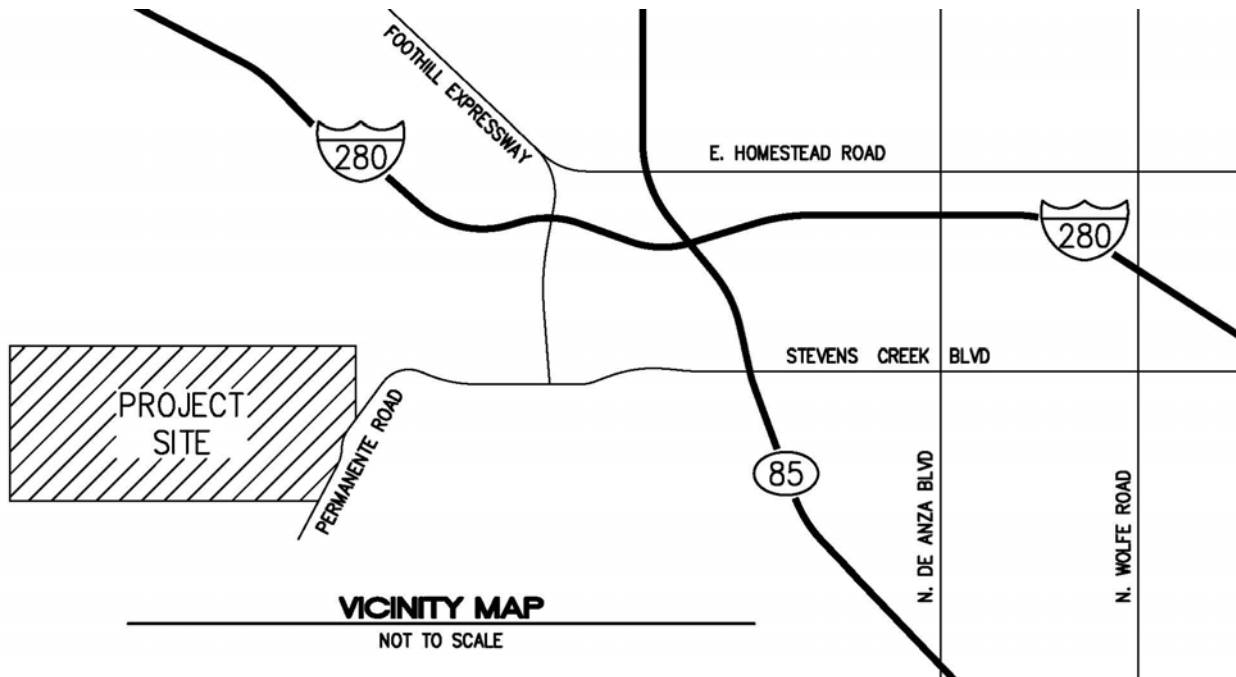 FOOTHILL EXPRESSWAY
280
E. HOMESTEAD ROAD
280
STEVENS CREEK BLVD
PROJECT
SITE
PERMANENTE ROAD
85
N. DE ANZA BLVD
N. WOLFE ROAD
VICINITY MAP
NOT TO SCALE